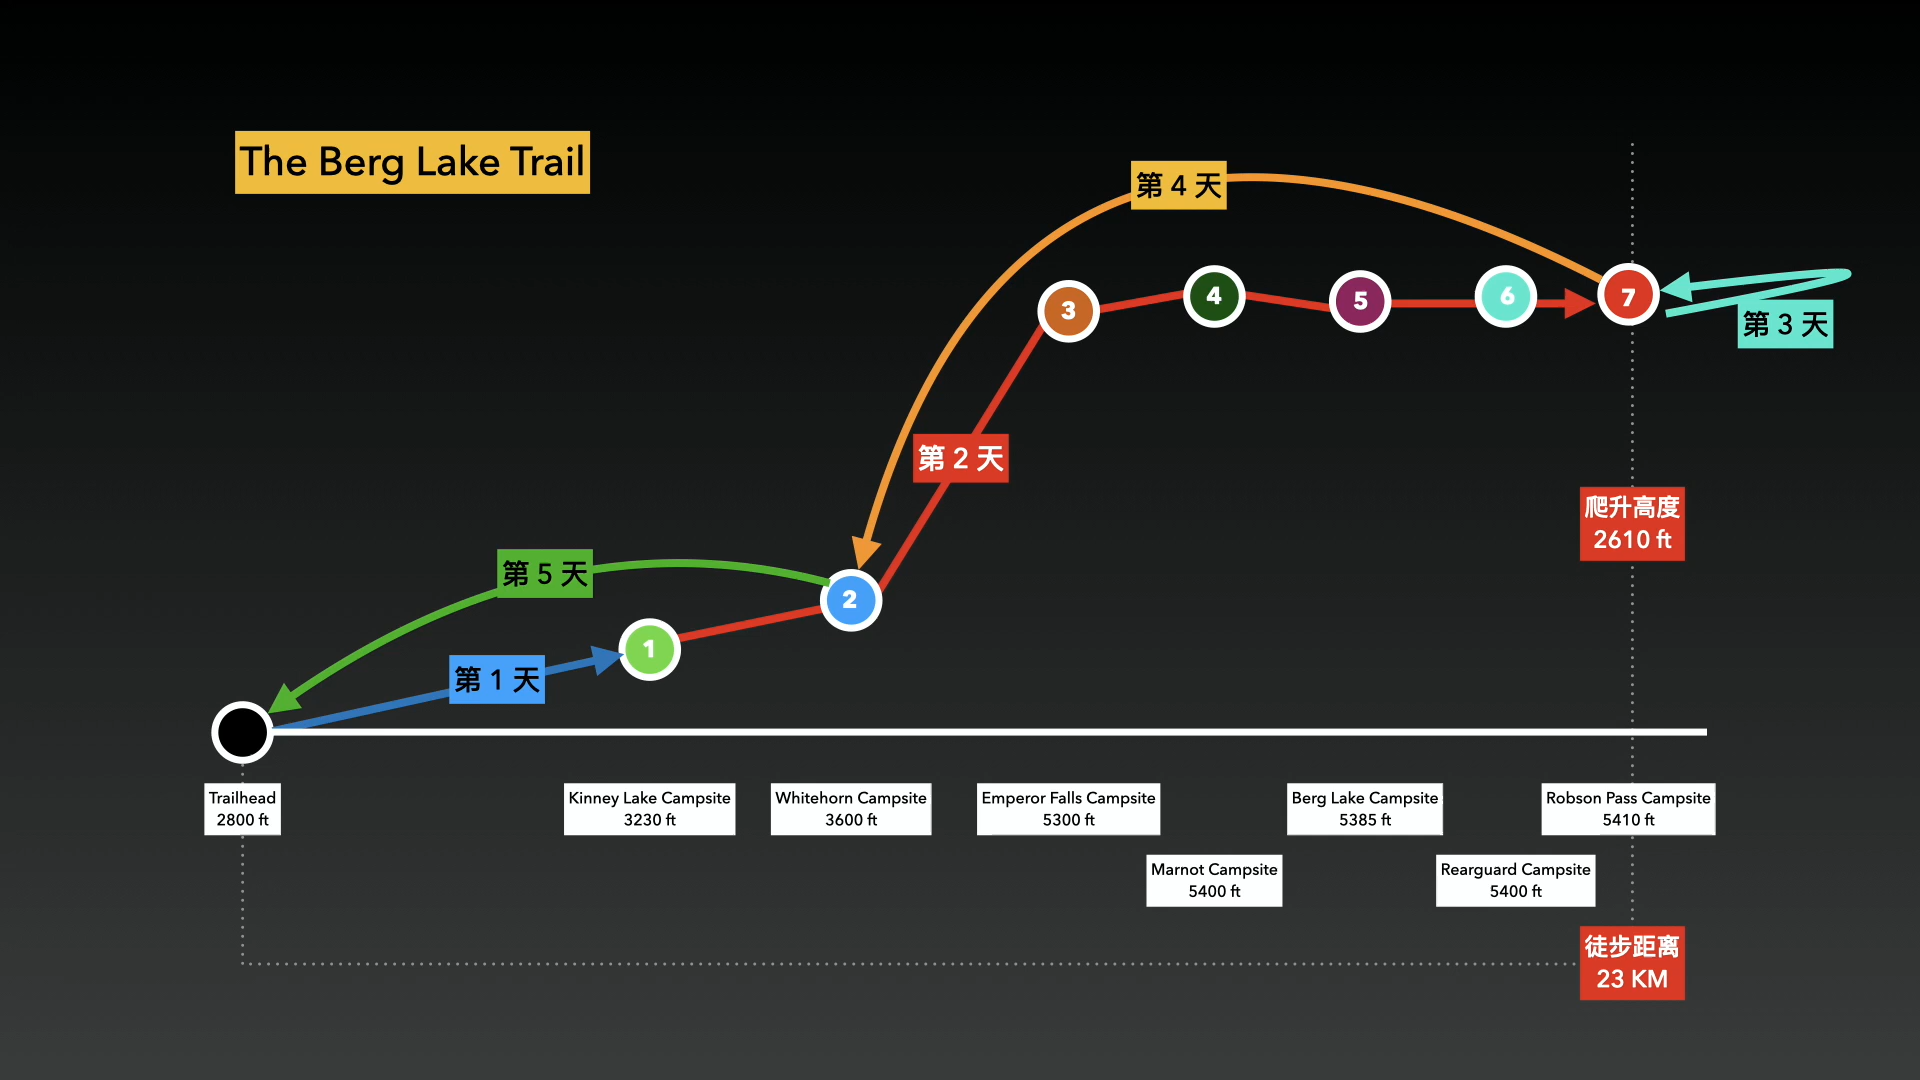 The Berg Lake Trail
第 4 天
3
4
5
6
7
第 3 天
第 2 天
爬升高度
2610 ft
第 5 天
2
1
第 1 天
Trailhead
2800 ft
Kinney Lake Campsite
3230 ft
Whitehorn Campsite
3600 ft
Emperor Falls Campsite
5300 ft
Marnot Campsite
5400 ft
Berg Lake Campsite
5385 ft
Rearguard Campsite
5400 ft
Robson Pass Campsite
5410 ft
徒步距离
23 KM